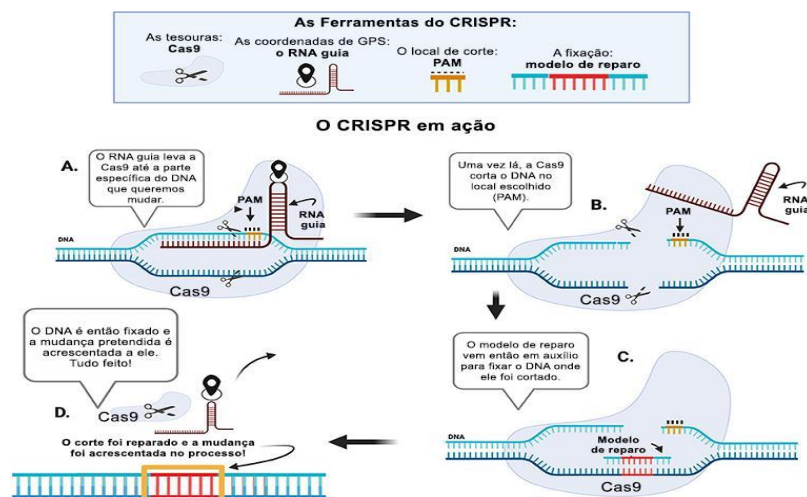 As Ferramentas do CRISPR:
As tesouras:
Cas9
As coordenadas de GPS:
o RNA guia
O local de corte:
PAM
A fixação:
modelo de reparo
O CRISPR em ação
A.
O RNA guia leva a
Cas9 até a parte
específica do DNA
que queremos
mudar.
PAM
RNA
guia
DNA
Cas9
Uma vez lá, a Cas9
corta o DNA no
local escolhido
(PAM).
B.
PAM
RNA
guia
DNA
Cas9
O modelo de reparo
vem então em auxílio
para fixar o DNA onde
ele foi cortado.
C.
DNA
Modelo
de reparo
Cas9
O DNA é então fixado e
a mudança pretendida é
acrescentada a ele.
Tudo feito!
D.
Cas9
O corte foi reparado e a mudança
foi acrescentada no processo!